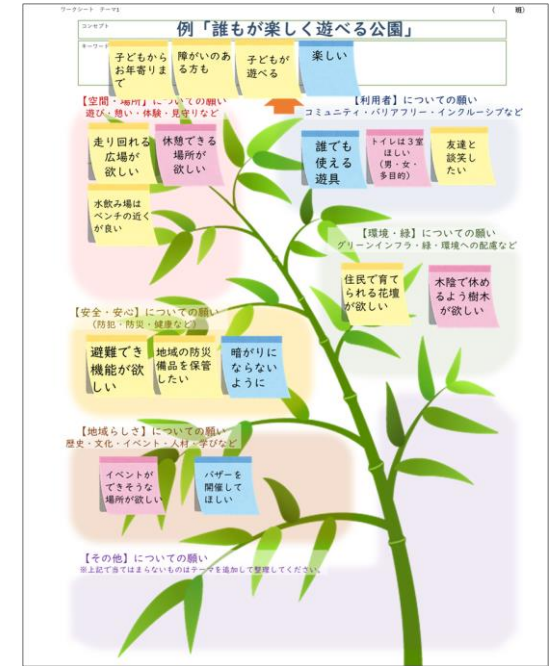 ワークシート テーマ1
( 班)
コンセプト
例「誰もが楽しく遊べる公園」
キーワード
子どもから
お年寄りま
で
障がいのあ
る方も
子どもが
遊べる
楽しい
【空間・場所】についての願い
遊び・憩い・体験・見守りなど
走り回れる
広場が
欲しい
休憩できる
場所が
欲しい
水飲み場は
ベンチの近く
が良い
【利用者】についての願い
コミュニティ・バリアフリー・インクルーシブなど
誰でも
使える
遊具
トイレは3室
ほしい
(男・女・
多目的)
友達と
談笑し
たい
【環境・緑】についての願い
グリーンインフラ・緑・環境への配慮など
住民で育て
られる花壇
が欲しい
木陰で休め
るよう樹木
が欲しい
【安全・安心】についての願い
(防犯・防災・健康など)
避難でき
機能が欲
しい
地域の防災
備品を保管
したい
暗がりに
ならない
ように
【地域らしさ】についての願い
歴史・文化・イベント・人材・学びなど
イベントが
できそうな
場所が欲しい
バザーを
開催して
ほしい
【その他】についての願い
※上記で当てはまらないものはテーマを追加して整理してください。